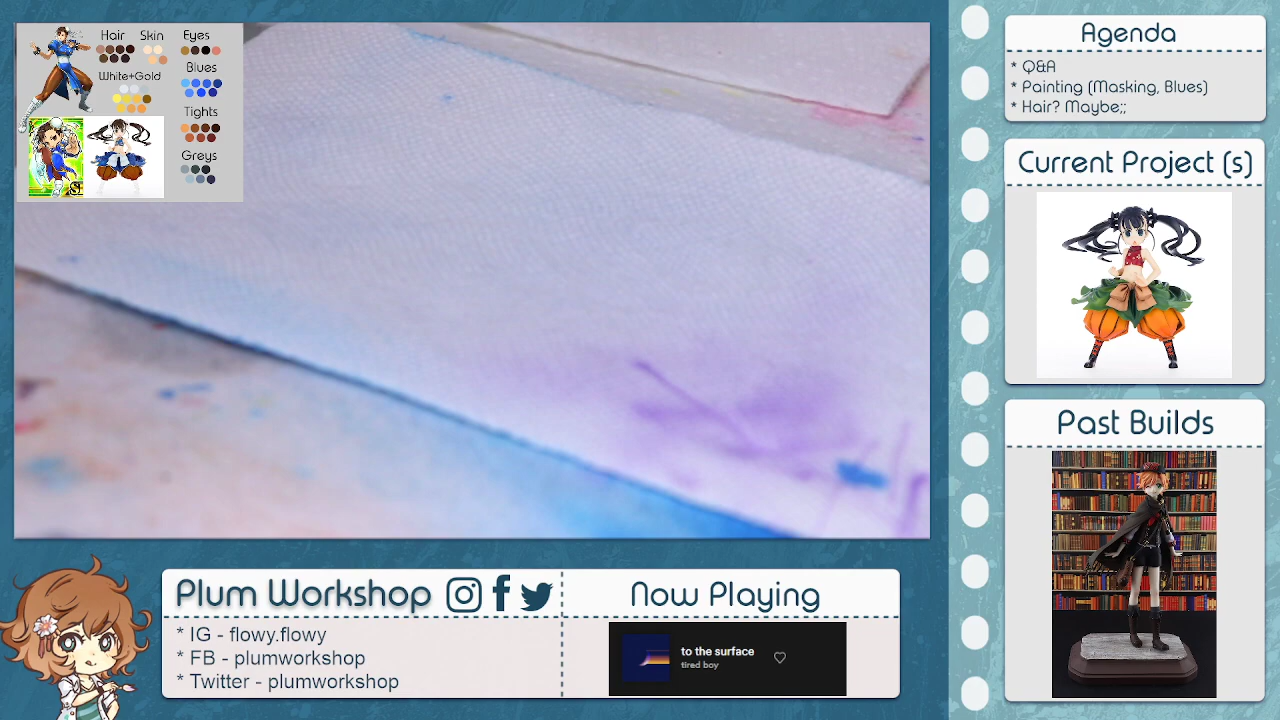 Hair Skin Eyes
White+Gold
Blues
Tights
Greys
Agenda
* Q&A
* Painting (Masking, Blues)
* Hair? Maybe;;
Current Project (s)
Past Builds
Plum Workshop
* IG - flowy.flowy
* FB - plumworkshop
* Twitter - plumworkshop
Now Playing
to the surface
tired boy